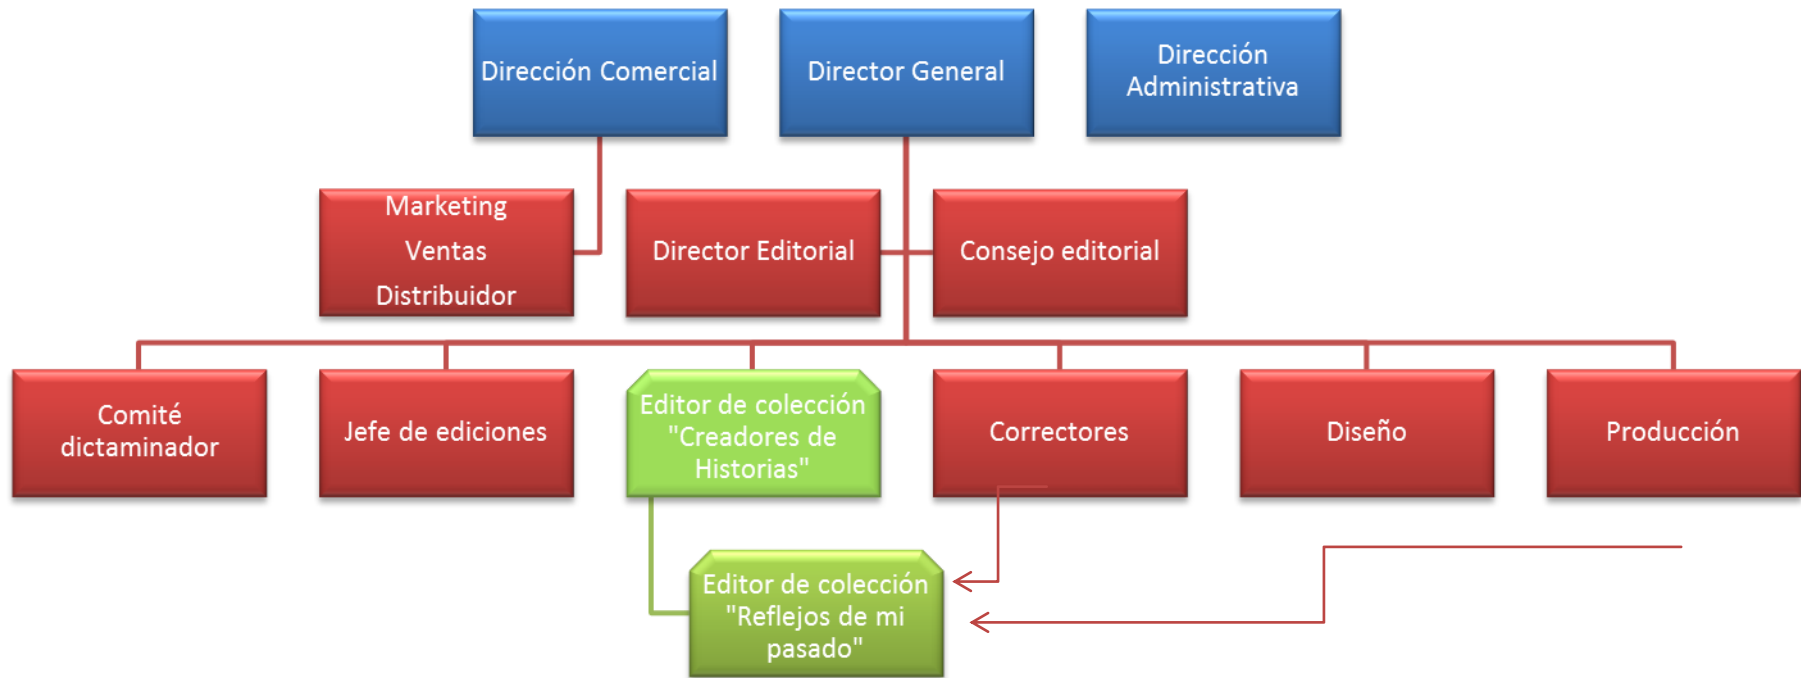 Dirección Comercial
Director General
Dirección
Administrativa
Marketing
Ventas
Distribuidor
Director Editorial
Consejo editorial
Comité
dictaminador
Jefe de ediciones
Editor de colección
"Creadores de
Historias"
Correctores
Diseño
Producción
Editor de colección
"Reflejos de mi
pasado"